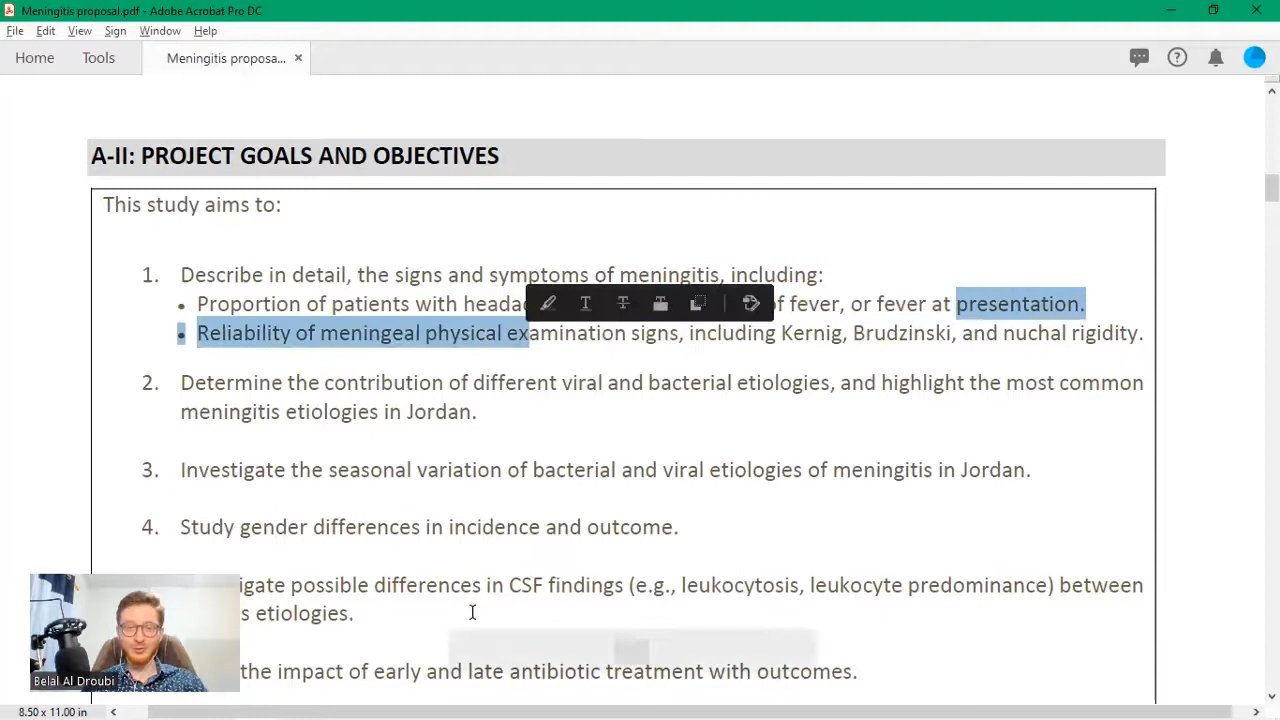 Meningitis proposal.pdf - Adobe Acrobat Pro DC
File Edit View Sign Window Help
Home Tools Meningitis proposa... ×
A-II: PROJECT GOALS AND OBJECTIVES
This study aims to:
1. Describe in detail, the signs and symptoms of meningitis, including:
• Proportion of patients with of fever, or fever at presentation.
• Reliability of meningeal physical examination signs, including Kernig, Brudzinski, and nuchal rigidity.
2. Determine the contribution of different viral and bacterial etiologies, and highlight the most common
meningitis etiologies in Jordan.
3. Investigate the seasonal variation of bacterial and viral etiologies of meningitis in Jordan.
4. Study gender differences in incidence and outcome.
possible differences in CSF findings (e.g., leukocytosis, leukocyte predominance) between
etiologies.
the impact of early and late antibiotic treatment with outcomes.
Belal Al Droubi
8.50 x 11.00 in